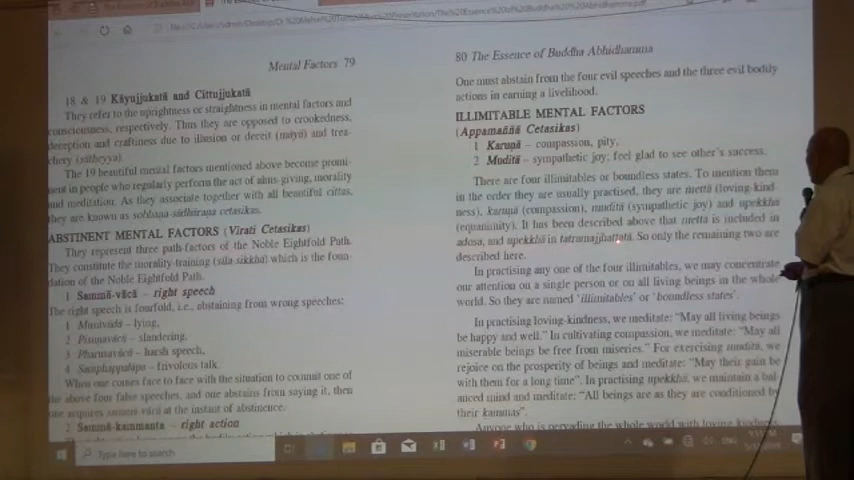 Mental Factors 79
18 & 19 Kāyujjukatā and Cittujjukatā
They refer to the uprightness or straightness in mental factors and
consciousness, respectively. Thus they are opposed to crookedness,
deception and craftiness due to illusion or deceit (māyā) and trea-
chery (sātheyya).
The 19 beautiful mental factors mentioned above become promi-
nent in people who regularly perform the act of alms-giving, morality
and meditation. As they associate together with all beautiful cittas,
they are known as sobhaṇa-sādhāraṇa cetasikas.
ABSTINENT MENTAL FACTORS (Virati Cetasikas)
They represent three path-factors of the Noble Eightfold Path.
They constitute the morality-training (sīla-sikkhā) which is the foun-
dation of the Noble Eightfold Path.
1 Sammā-vācā – right speech
The right speech is fourfold, i.e., abstaining from wrong speeches:
1 Musāvādā – lying,
2 Pisuṇavācā – slandering,
3 Pharusavācā – harsh speech,
4 Samphappalāpa – frivolous talk.
When one comes face to face with the situation to commit one of
the above four false speeches, and one abstains from saying it, then
one acquires sammā vācā at the instant of abstinence.
2 Sammā-kammanta – right action
80 The Essence of Buddha Abhidhamma
One must abstain from the four evil speeches and the three evil bodily
actions in earning a livelihood.
ILLIMITABLE MENTAL FACTORS
(Appamaññā Cetasikas)
1 Karuṇā – compassion, pity,
2 Muditā – sympathetic joy; feel glad to see other's success.
There are four illimitables or boundless states. To mention them
in the order they are usually practised, they are mettā (loving-kind-
ness), karuṇā (compassion), muditā (sympathetic joy) and upekkhā
(equanimity). It has been described above that mettā is included in
adosa, and upekkhā in tatramajjhattatā. So only the remaining two are
described here.
In practising any one of the four illimitables, we may concentrate
our attention on a single person or on all living beings in the whole
world. So they are named 'illimitables' or 'boundless states'.
In practising loving-kindness, we meditate: "May all living beings
be happy and well." In cultivating compassion, we meditate: "May all
miserable beings be free from miseries." For exercising muditā, we
rejoice on the prosperity of beings and meditate: "May their gain be
with them for a long time". In practising upekkhā, we maintain a bal-
anced mind and meditate: "All beings are as they are conditioned by
their kammas".
Anyone who is pervading the whole world with loving kindness,
Type here to search